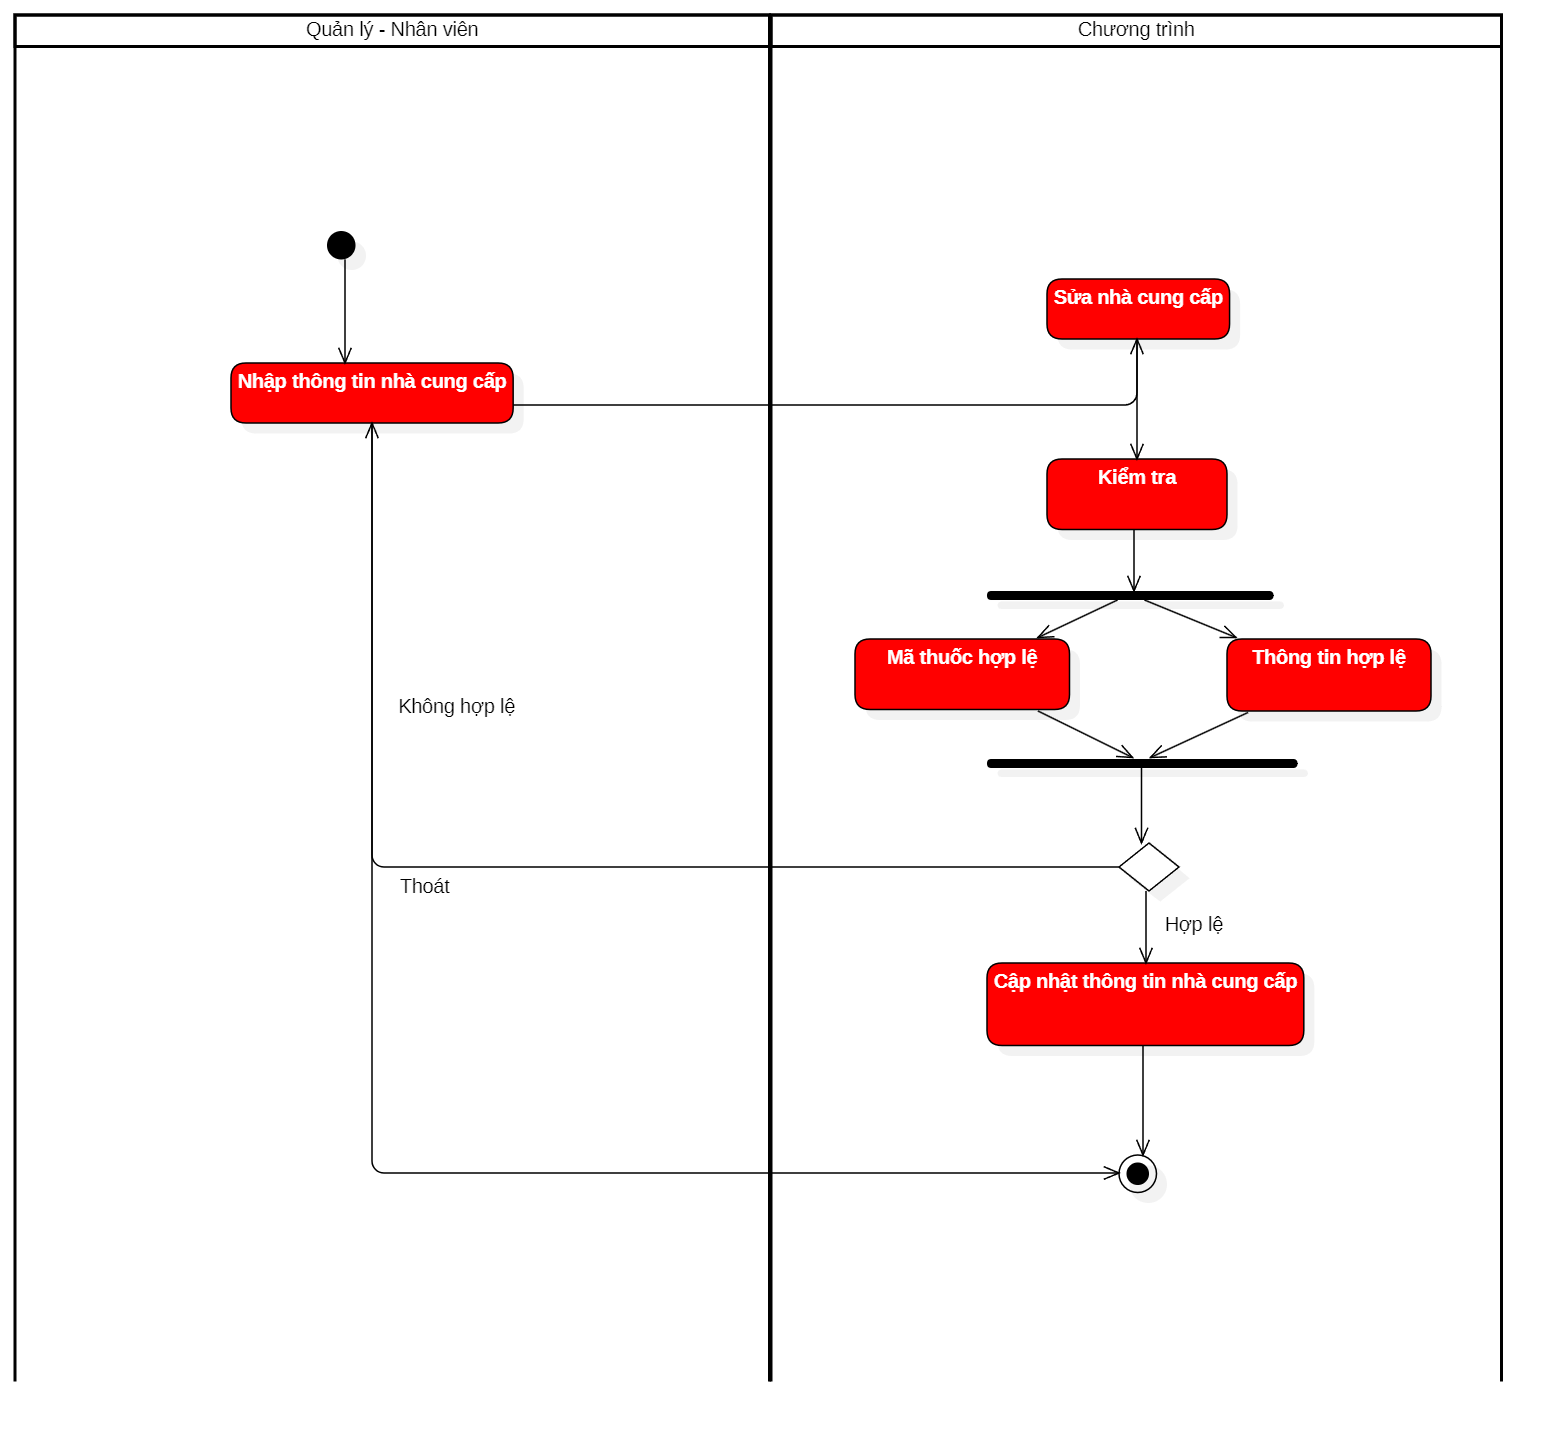 Quản lý - Nhân viên
Chương trình
Sửa nhà cung cấp
Nhập thông tin nhà cung cấp
Kiểm tra
Mã thuốc hợp lệ
Thông tin hợp lệ
Không hợp lệ
Thoát
Hợp lệ
Cập nhật thông tin nhà cung cấp